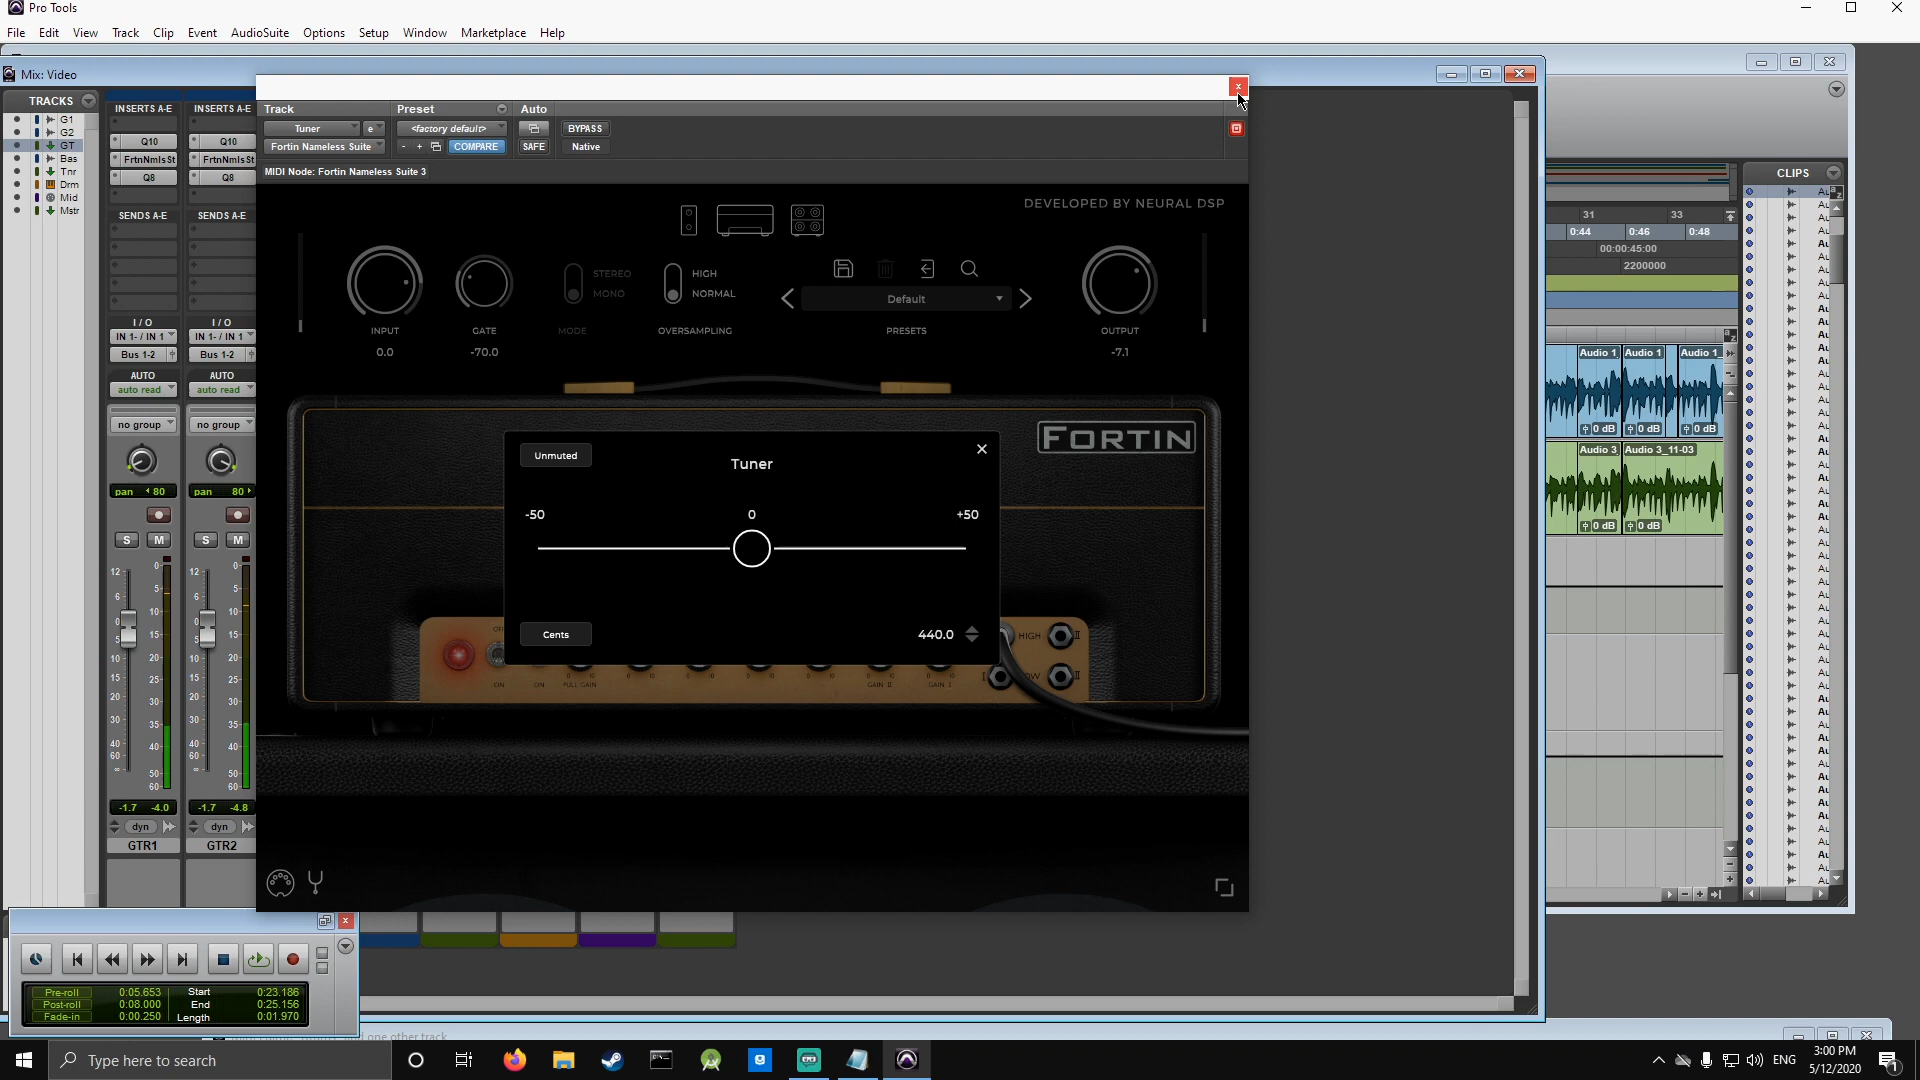 Pro Tools
File Edit View Track Clip Event AudioSuite Options Setup Window Marketplace Help
Mix: Video
TRACKS
G1
G2
GT
Bas
Tnr
Drm
Mid
Mstr
INSERTS A-E INSERTS A-E
Q10 Q10
FrtnNmlsSt FrtnNmlsSt
Q8 Q8
SENDS A-E SENDS A-E
I / O I / O
IN 1- / IN 1 IN 1- / IN 1
Bus 1-2 Bus 1-2
AUTO AUTO
auto read auto read
no group no group
pan 80 pan 80
S M S M
-1.7 -4.0 -1.7 -4.8
dyn dyn
GTR1 GTR2
Track Preset Auto
Tuner e <factory default> BYPASS
Fortin Nameless Suite - + COMPARE SAFE Native
MIDI Node: Fortin Nameless Suite 3
DEVELOPED BY NEURAL DSP
STEREO HIGH
MONO NORMAL
Default
INPUT GATE MODE OVERSAMPLING PRESETS OUTPUT
0.0 -70.0 -7.1
FORTIN
Unmuted
Tuner
-50 0 +50
Cents 440.0
HIGH II
ON ON FULL GAIN GAIN II GAIN I
CLIPS
31 33
0:44 0:46 0:48
00:00:45:00
2200000
Audio 1 Audio 1 Audio 1_
0 dB 0 dB 0 dB
Audio 3 Audio 3_11-03
0 dB 0 dB
Pre-roll 0:05.653 Start 0:23.186
Post-roll 0:08.000 End 0:25.156
Fade-in 0:00.250 Length 0:01.970
one other track
Type here to search
ENG
3:00 PM
5/12/2020
1